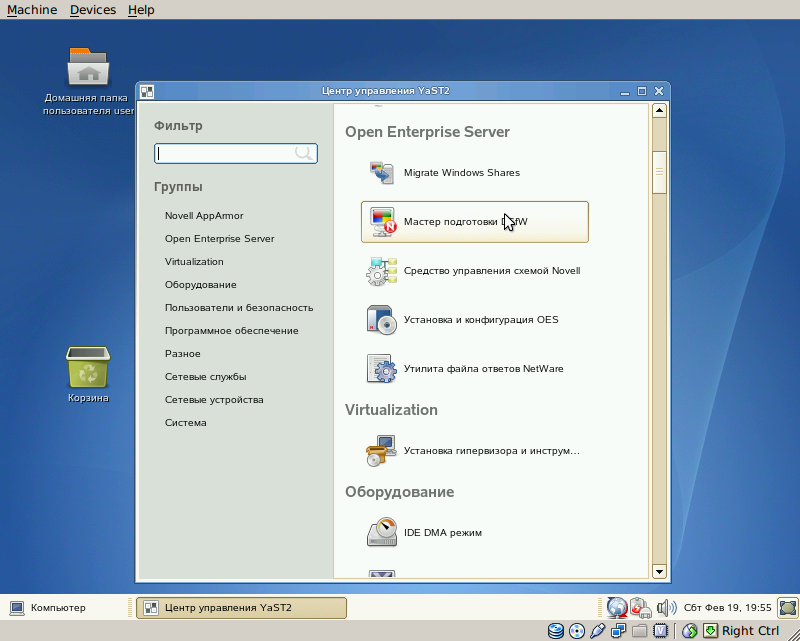 Machine Devices Help
Домашняя папка
пользователя user
Корзина
Центр управления YaST2
Фильтр
Группы
Novell AppArmor
Open Enterprise Server
Virtualization
Оборудование
Пользователи и безопасность
Программное обеспечение
Разное
Сетевые службы
Сетевые устройства
Система
Open Enterprise Server
Migrate Windows Shares
Мастер подготовки
Средство управления схемой Novell
Установка и конфигурация OES
Утилита файла ответов NetWare
Virtualization
Установка гипервизора и инструм...
Оборудование
IDE DMA режим
Компьютер
Центр управления YaST2
Сбт Фев 19, 19:55
Right Ctrl